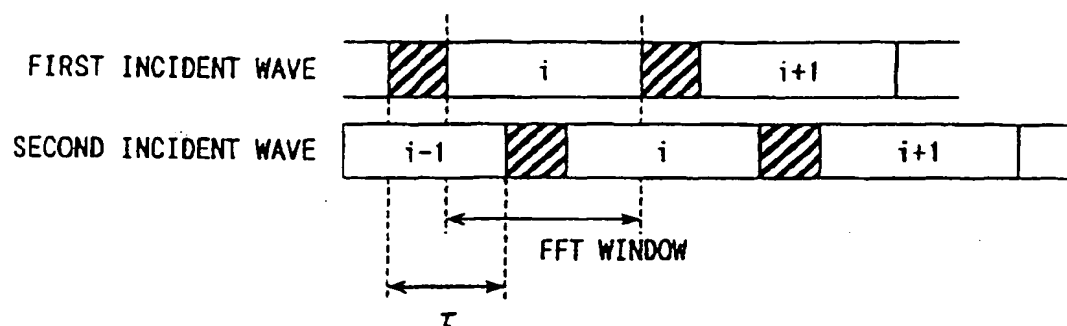 FIRST INCIDENT WAVE i i+1
SECOND INCIDENT WAVE i-1 i i+1
FFT WINDOW
τ